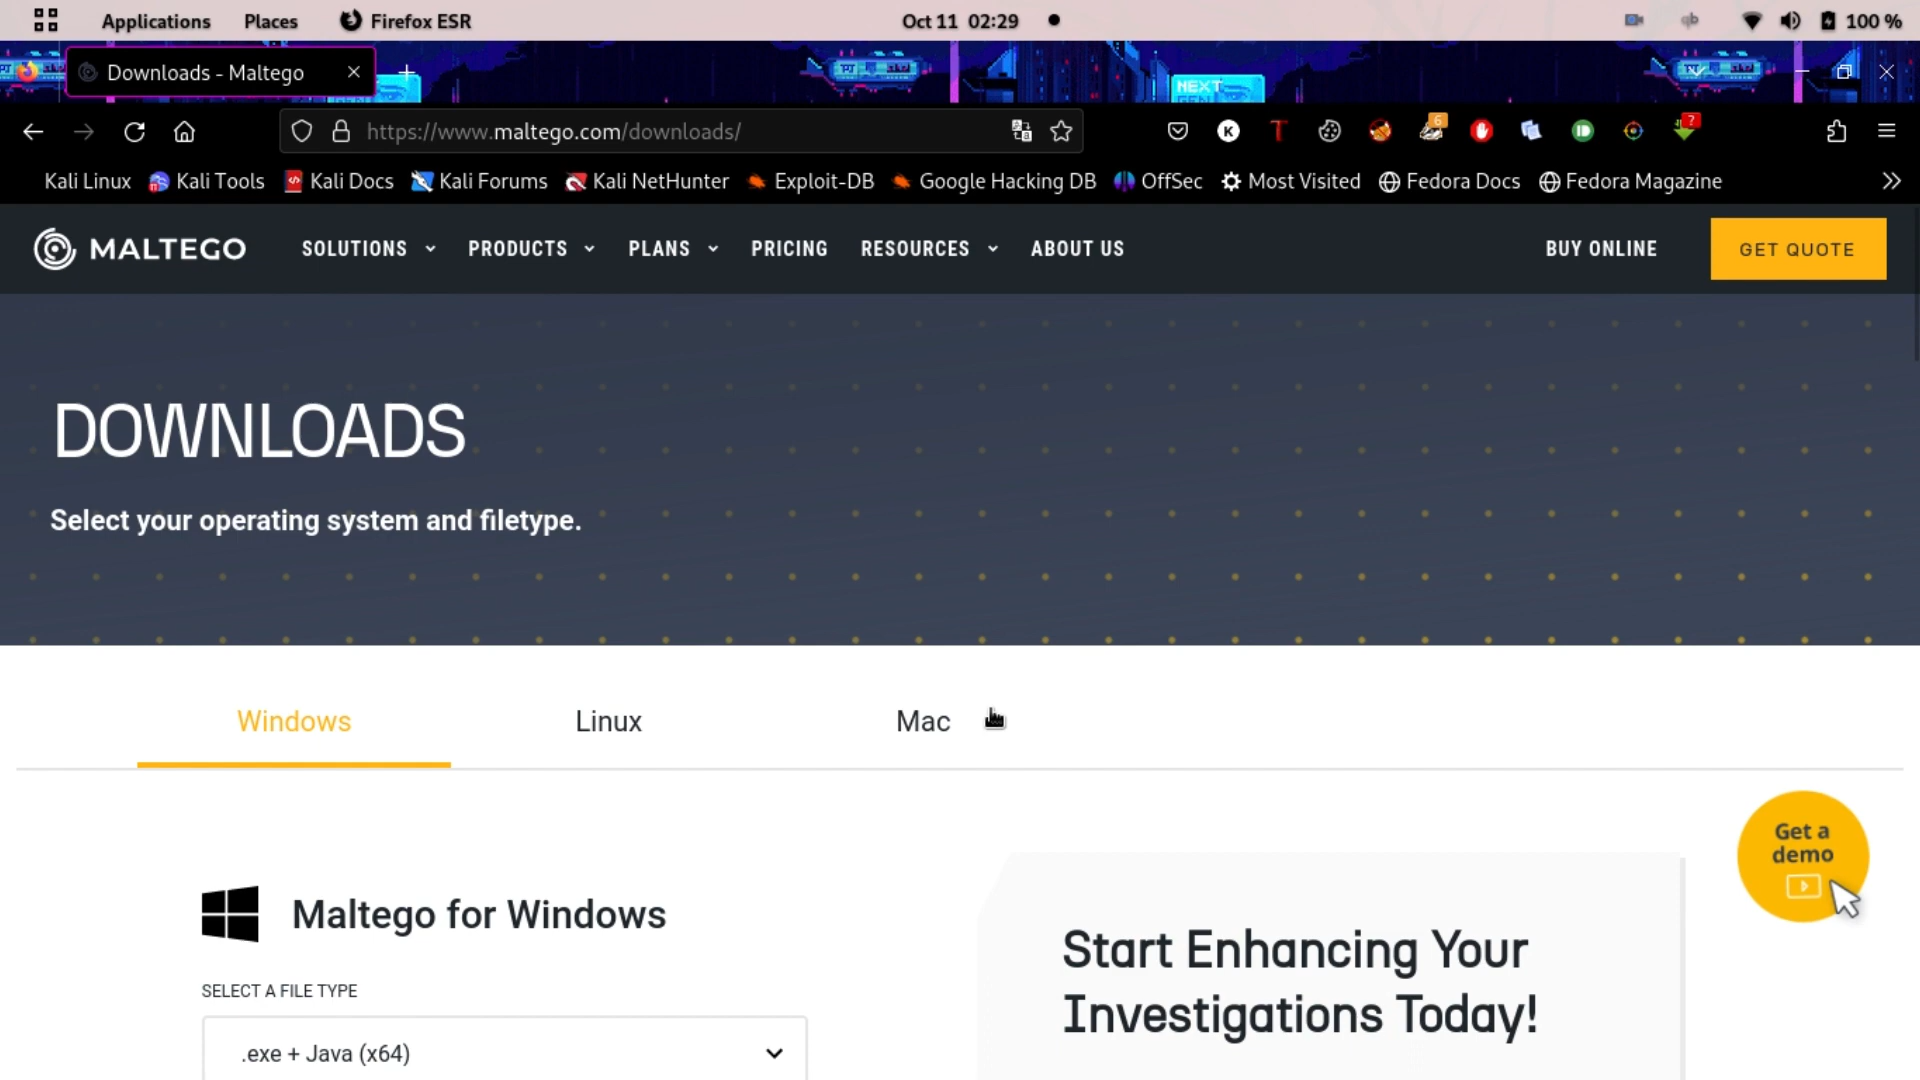 Applications Places Firefox ESR Oct 11 02:29 100 %
Downloads - Maltego
NEXT
https://www.maltego.com/downloads/
K T 6 ?
Kali Linux Kali Tools Kali Docs Kali Forums Kali NetHunter Exploit-DB Google Hacking DB OffSec Most Visited Fedora Docs Fedora Magazine
MALTEGO SOLUTIONS PRODUCTS PLANS PRICING RESOURCES ABOUT US BUY ONLINE GET QUOTE
DOWNLOADS
Select your operating system and filetype.
Windows Linux Mac
Get a
demo
Maltego for Windows
Start Enhancing Your
Investigations Today!
SELECT A FILE TYPE
.exe + Java (x64)